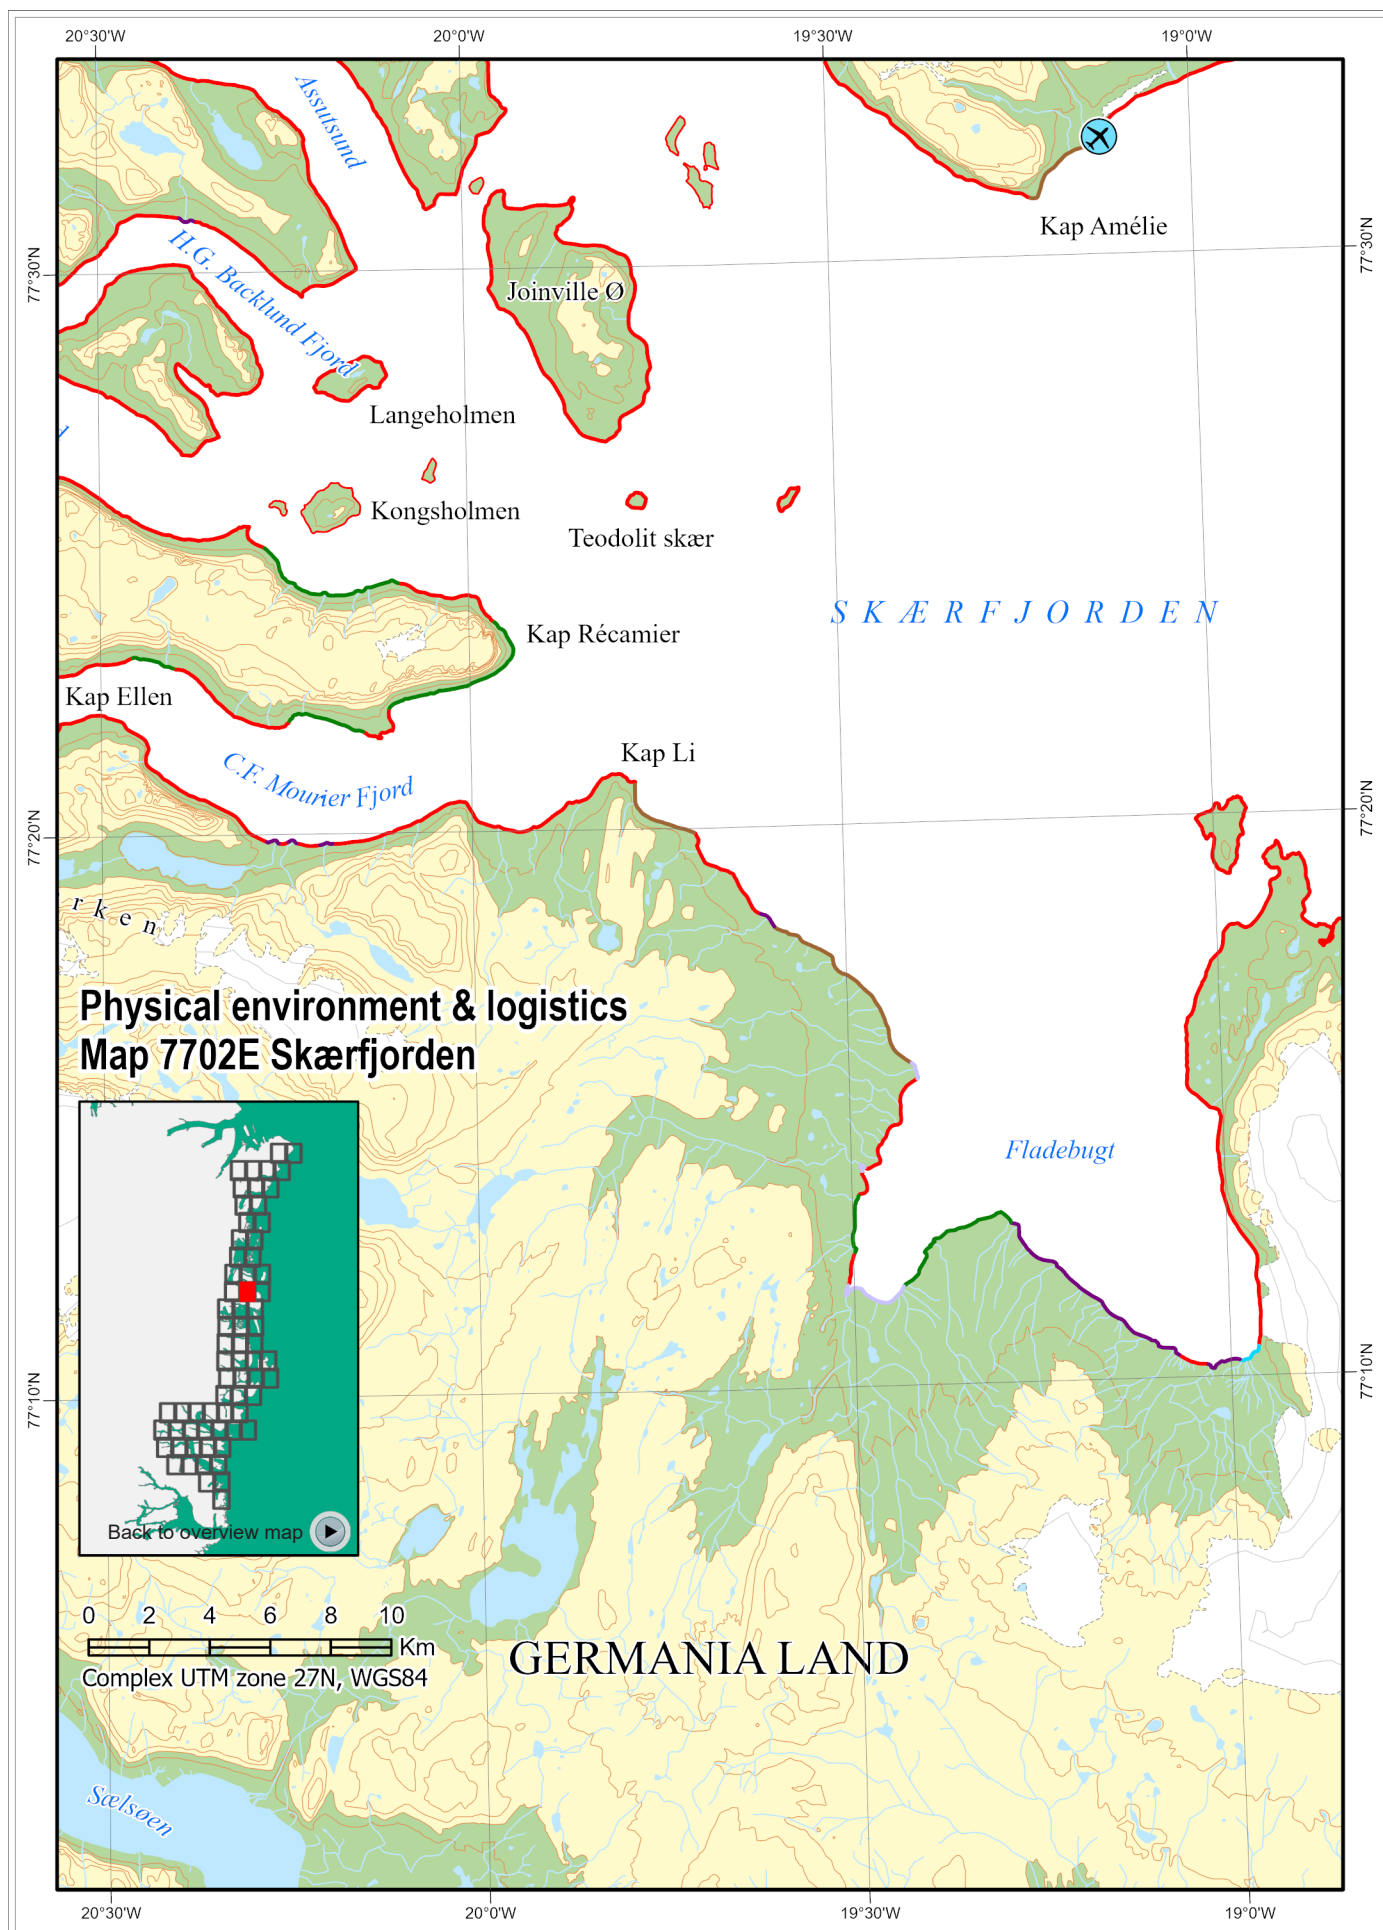 20°30'W 20°0'W 19°30'W 19°0'W
Assutsund
Kap Amélie
77°30'N
77°30'N
H.G. Backlund Fjord
Joinville Ø
Langeholmen
d
Kongsholmen
Teodolit skær
SKÆRFJORDEN
Kap Récamier
Kap Ellen
Kap Li
C.F. Mourier Fjord
77°20'N
77°20'N
rken
Physical environment & logistics
Map 7702E Skærfjorden
Fladebugt
77°10'N
77°10'N
Back to overview map
0 2 4 6 8 10
Km
Complex UTM zone 27N, WGS84
GERMANIA LAND
Sælsøen
20°30'W 20°0'W 19°30'W 19°0'W